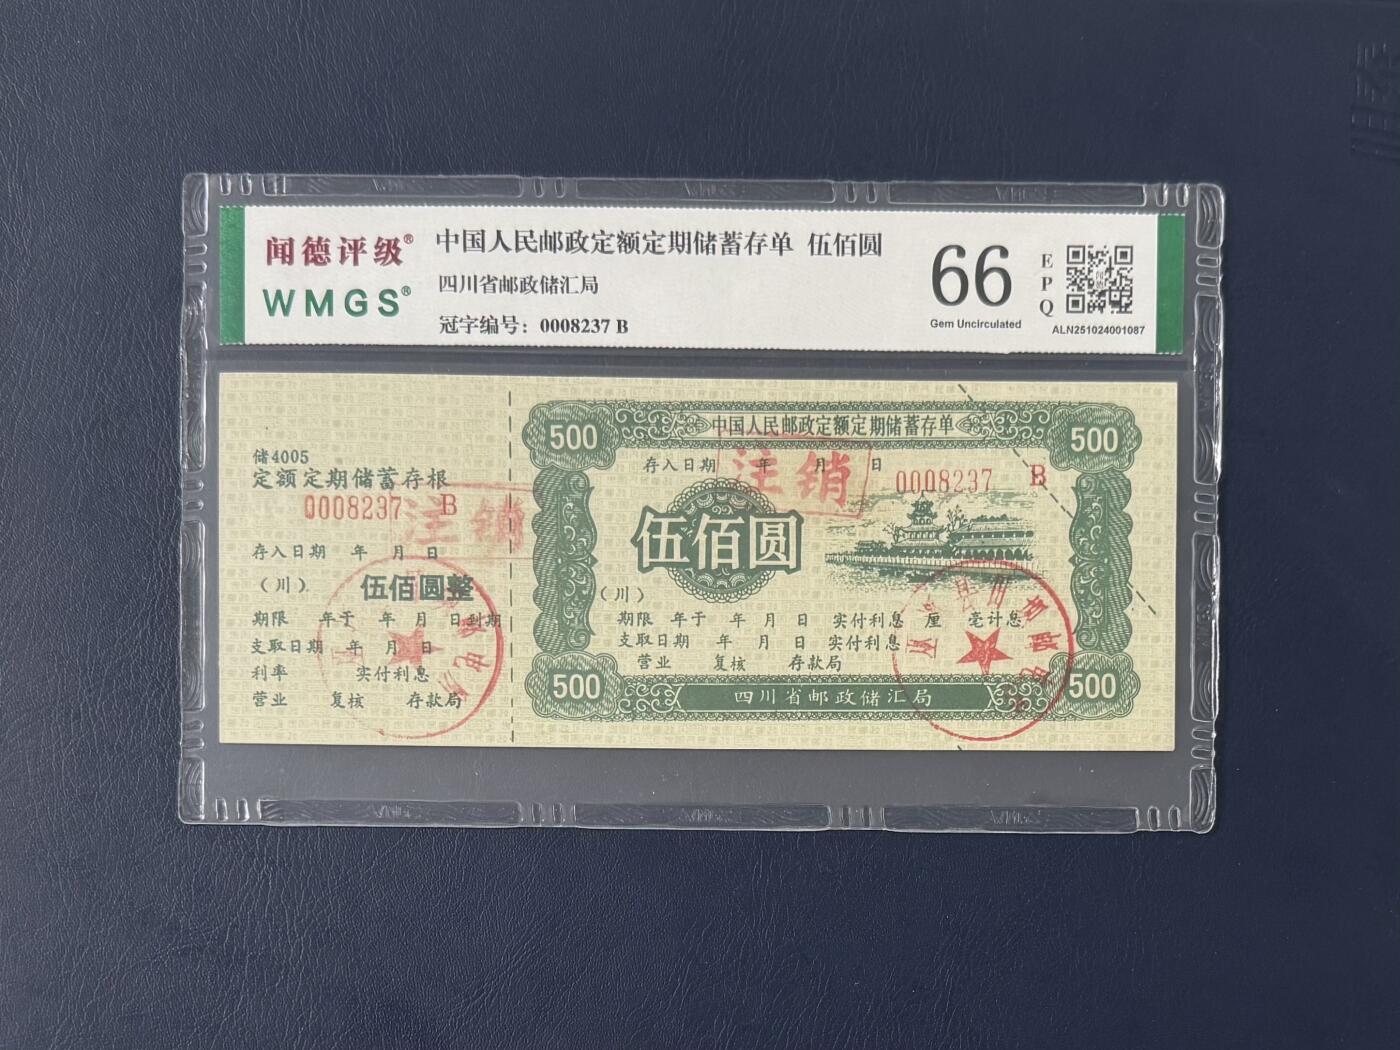 闻德评级®
WMGS®
中国人民邮政定额定期储蓄存单 伍佰圆
四川省邮政储汇局
冠字编号：0008237 B
66
Gem Uncirculated
E
P
Q
ALN251024001087
储4005
定额定期储蓄存根
0008237 B
注销
存入日期 年 月 日
（川） 伍佰圆整
期限 年于 年 月 日到期
支取日期 年 月 日
利率 实付利息
营业 复核 存款局
500
中国人民邮政定额定期储蓄存单
500
存入日期 年 月 日
注销
0008237 B
伍佰圆
（川）
期限 年于 年 月 日 实付利息 厘 毫计息
支取日期 年 月 日 实付利息
营业 复核 存款局
500
四川省邮政储汇局
500